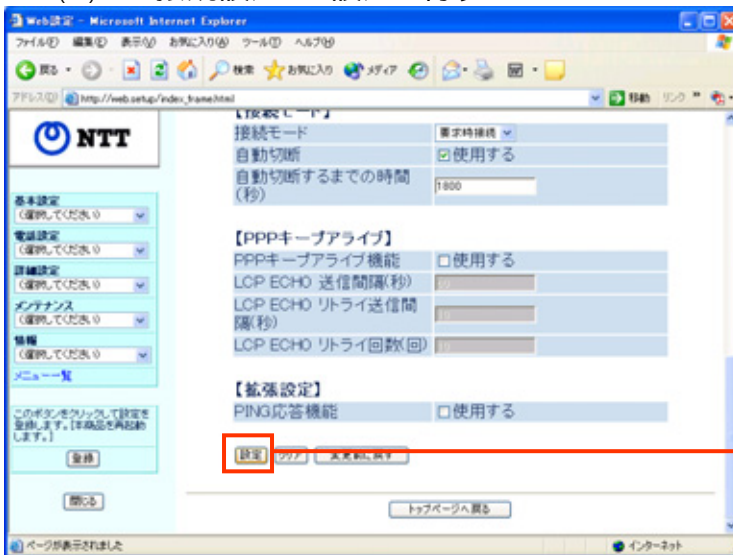 Web設定 - Microsoft Internet Explorer
ファイル(F) 編集(E) 表示(V) お気に入り(A) ツール(T) ヘルプ(H)
戻る 検索 お気に入り メディア
アドレス(D) http://web.setup/index_frame.html 移動 リンク
NTT
基本設定
(選択してください)
電話設定
(選択してください)
詳細設定
(選択してください)
メンテナンス
(選択してください)
情報
(選択してください)
メニュー一覧
このボタンをクリックして設定を
登録します。[本商品を再起動
します。]
登録
閉じる
【接続モード】
接続モード 要求時接続
自動切断 使用する
自動切断するまでの時間
(秒) 1800
【PPPキープアライブ】
PPPキープアライブ機能 使用する
LCP ECHO 送信間隔(秒)
LCP ECHO リトライ送信間
隔(秒)
LCP ECHO リトライ回数(回) 10
【拡張設定】
PING応答機能 使用する
設定 クリア 変更前に戻す
トップページへ戻る
ページが表示されました インターネット